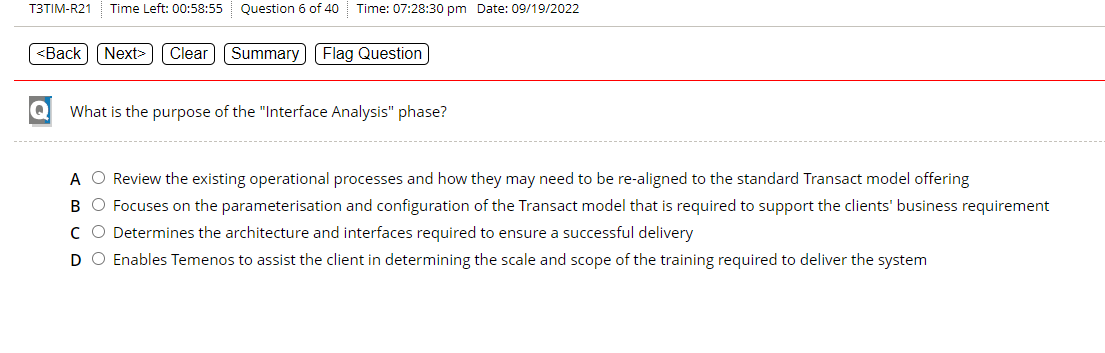 T3TIM-R21 Time Left: 00:58:55 Question 6 of 40 Time: 07:28:30 pm Date: 09/19/2022
<Back Next> Clear Summary Flag Question
Q What is the purpose of the "Interface Analysis" phase?
A Review the existing operational processes and how they may need to be re-aligned to the standard Transact model offering
B Focuses on the parameterisation and configuration of the Transact model that is required to support the clients' business requirement
C Determines the architecture and interfaces required to ensure a successful delivery
D Enables Temenos to assist the client in determining the scale and scope of the training required to deliver the system